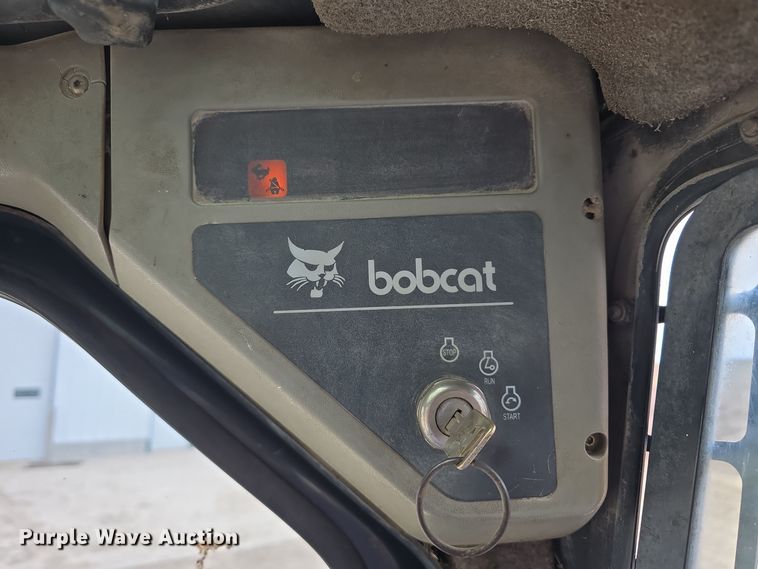 bobcat
STOP
RUN
START
Purple Wave Auction